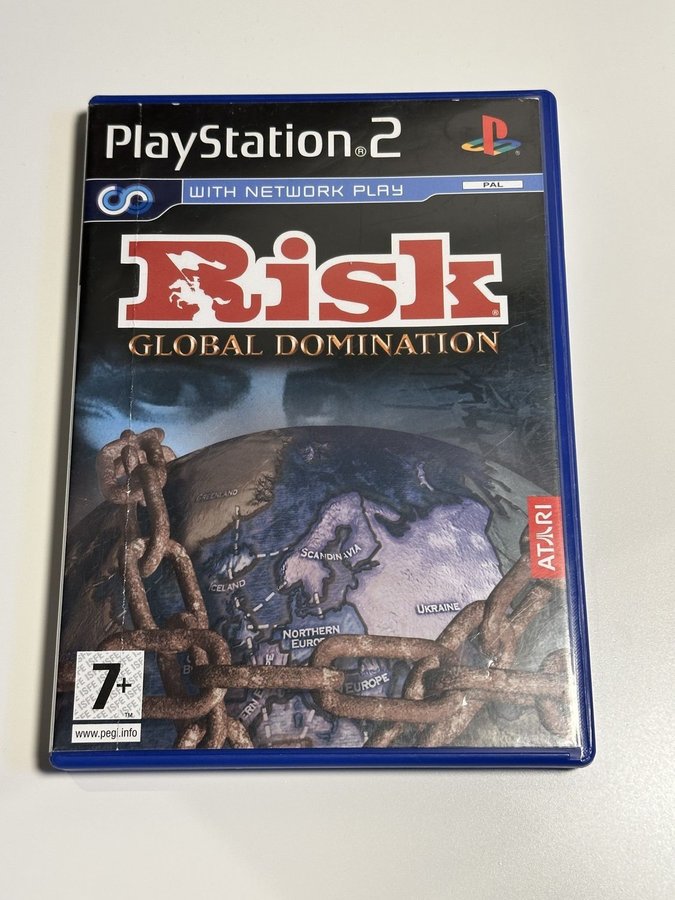 PlayStation®2
WITH NETWORK PLAY
PAL
Risk®
GLOBAL DOMINATION
GREENLAND
SCANDINAVIA
ICELAND
UKRAINE
NORTHERN
EUROPE
ATARI
7+
™
www.pegi.info